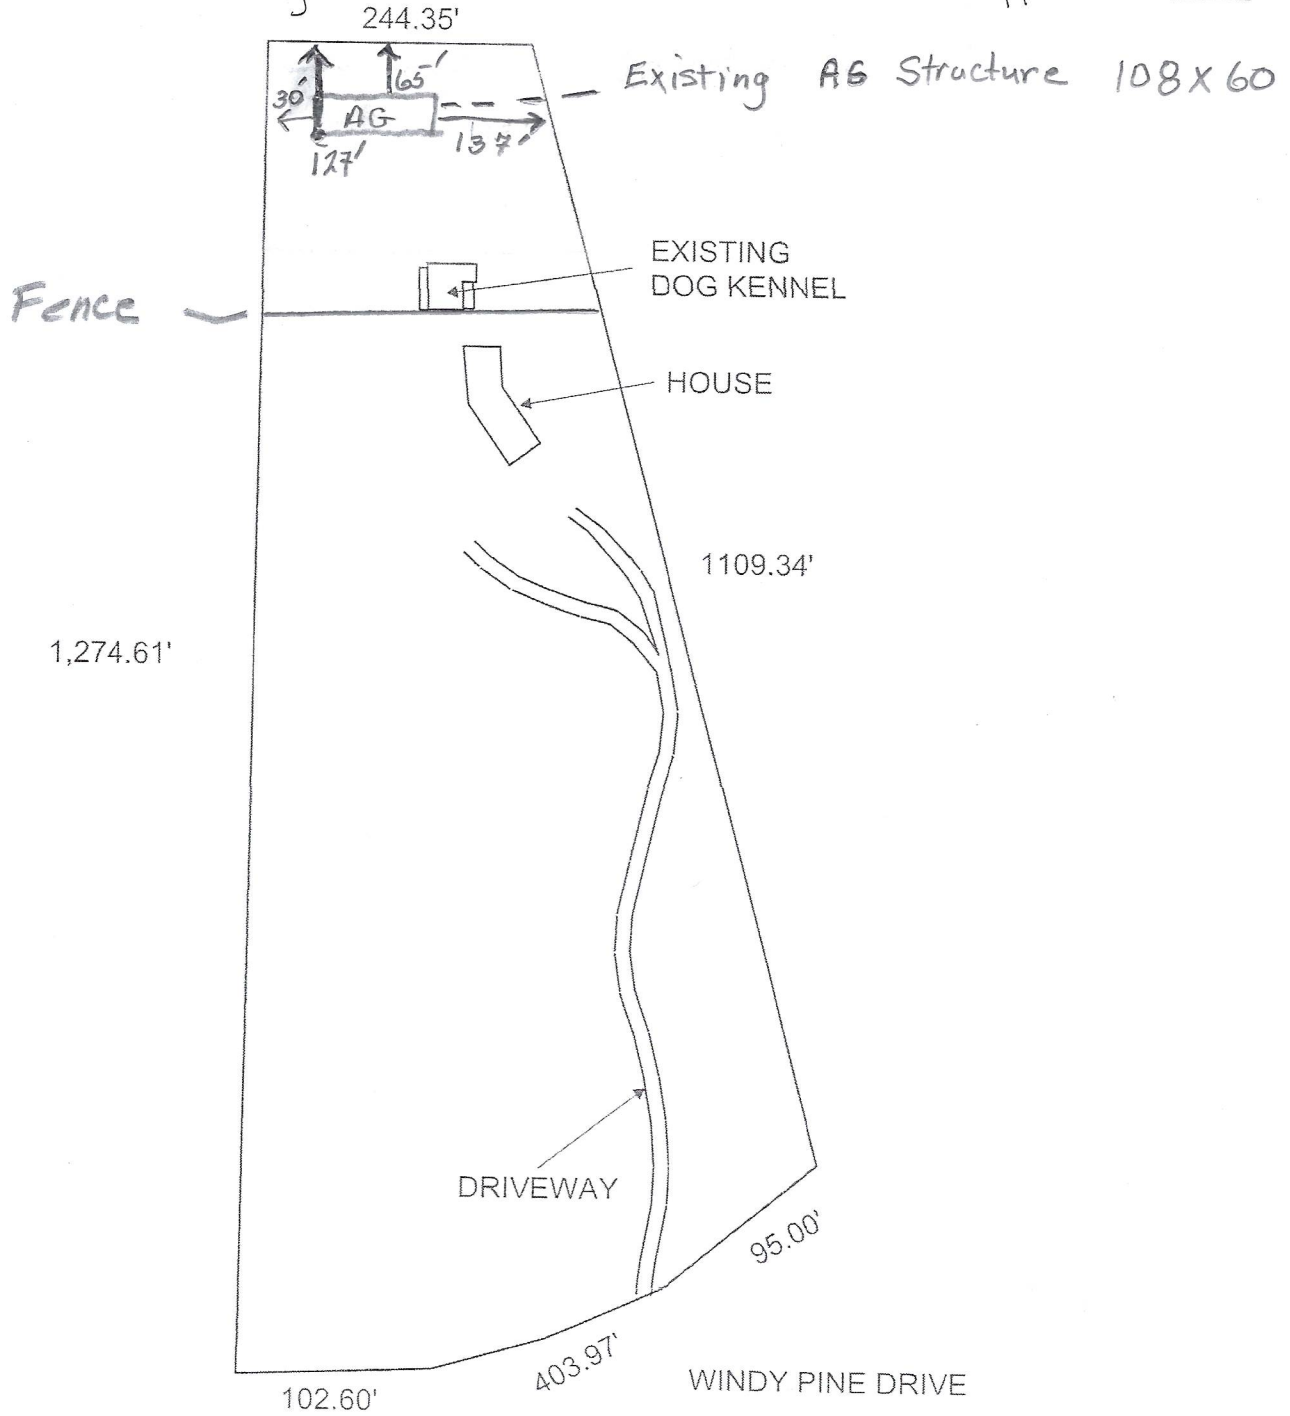 244.35'
Existing AG Structure 108 X 60
65'
30'
AG
137'
127'
EXISTING
DOG KENNEL
Fence
HOUSE
1109.34'
1,274.61'
DRIVEWAY
95.00'
403.97'
WINDY PINE DRIVE
102.60'